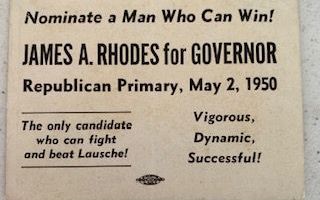 Nominate a Man Who Can Win!
JAMES A. RHODES for GOVERNOR
Republican Primary, May 2, 1950
The only candidate
who can fight
and beat Lausche!
Vigorous,
Dynamic,
Successful!